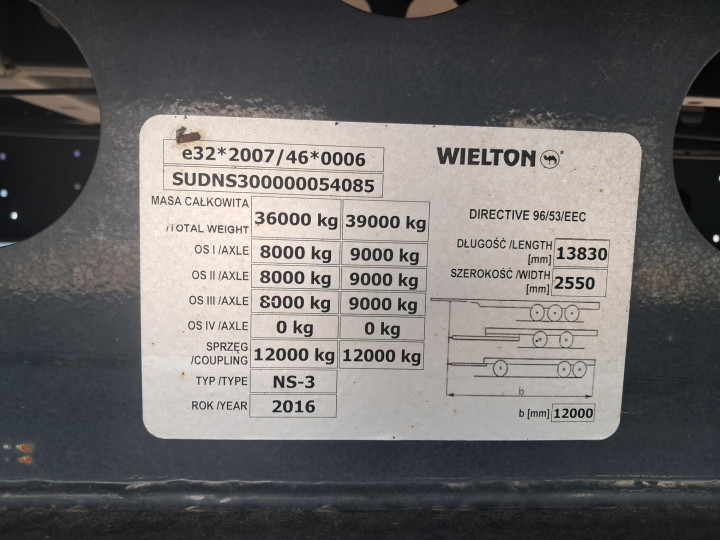 e32*2007/46*0006
WIELTON
SUDNS300000054085
MASA CAŁKOWITA
/TOTAL WEIGHT 36000 kg 39000 kg
DIRECTIVE 96/53/EEC
OS I /AXLE 8000 kg 9000 kg
DŁUGOŚĆ /LENGTH [mm] 13830
OS II /AXLE 8000 kg 9000 kg
SZEROKOŚĆ /WIDTH [mm] 2550
OS III /AXLE 8000 kg 9000 kg
OS IV /AXLE 0 kg 0 kg
SPRZĘG
/COUPLING 12000 kg 12000 kg
TYP /TYPE NS-3
b
ROK /YEAR 2016
b [mm] 12000